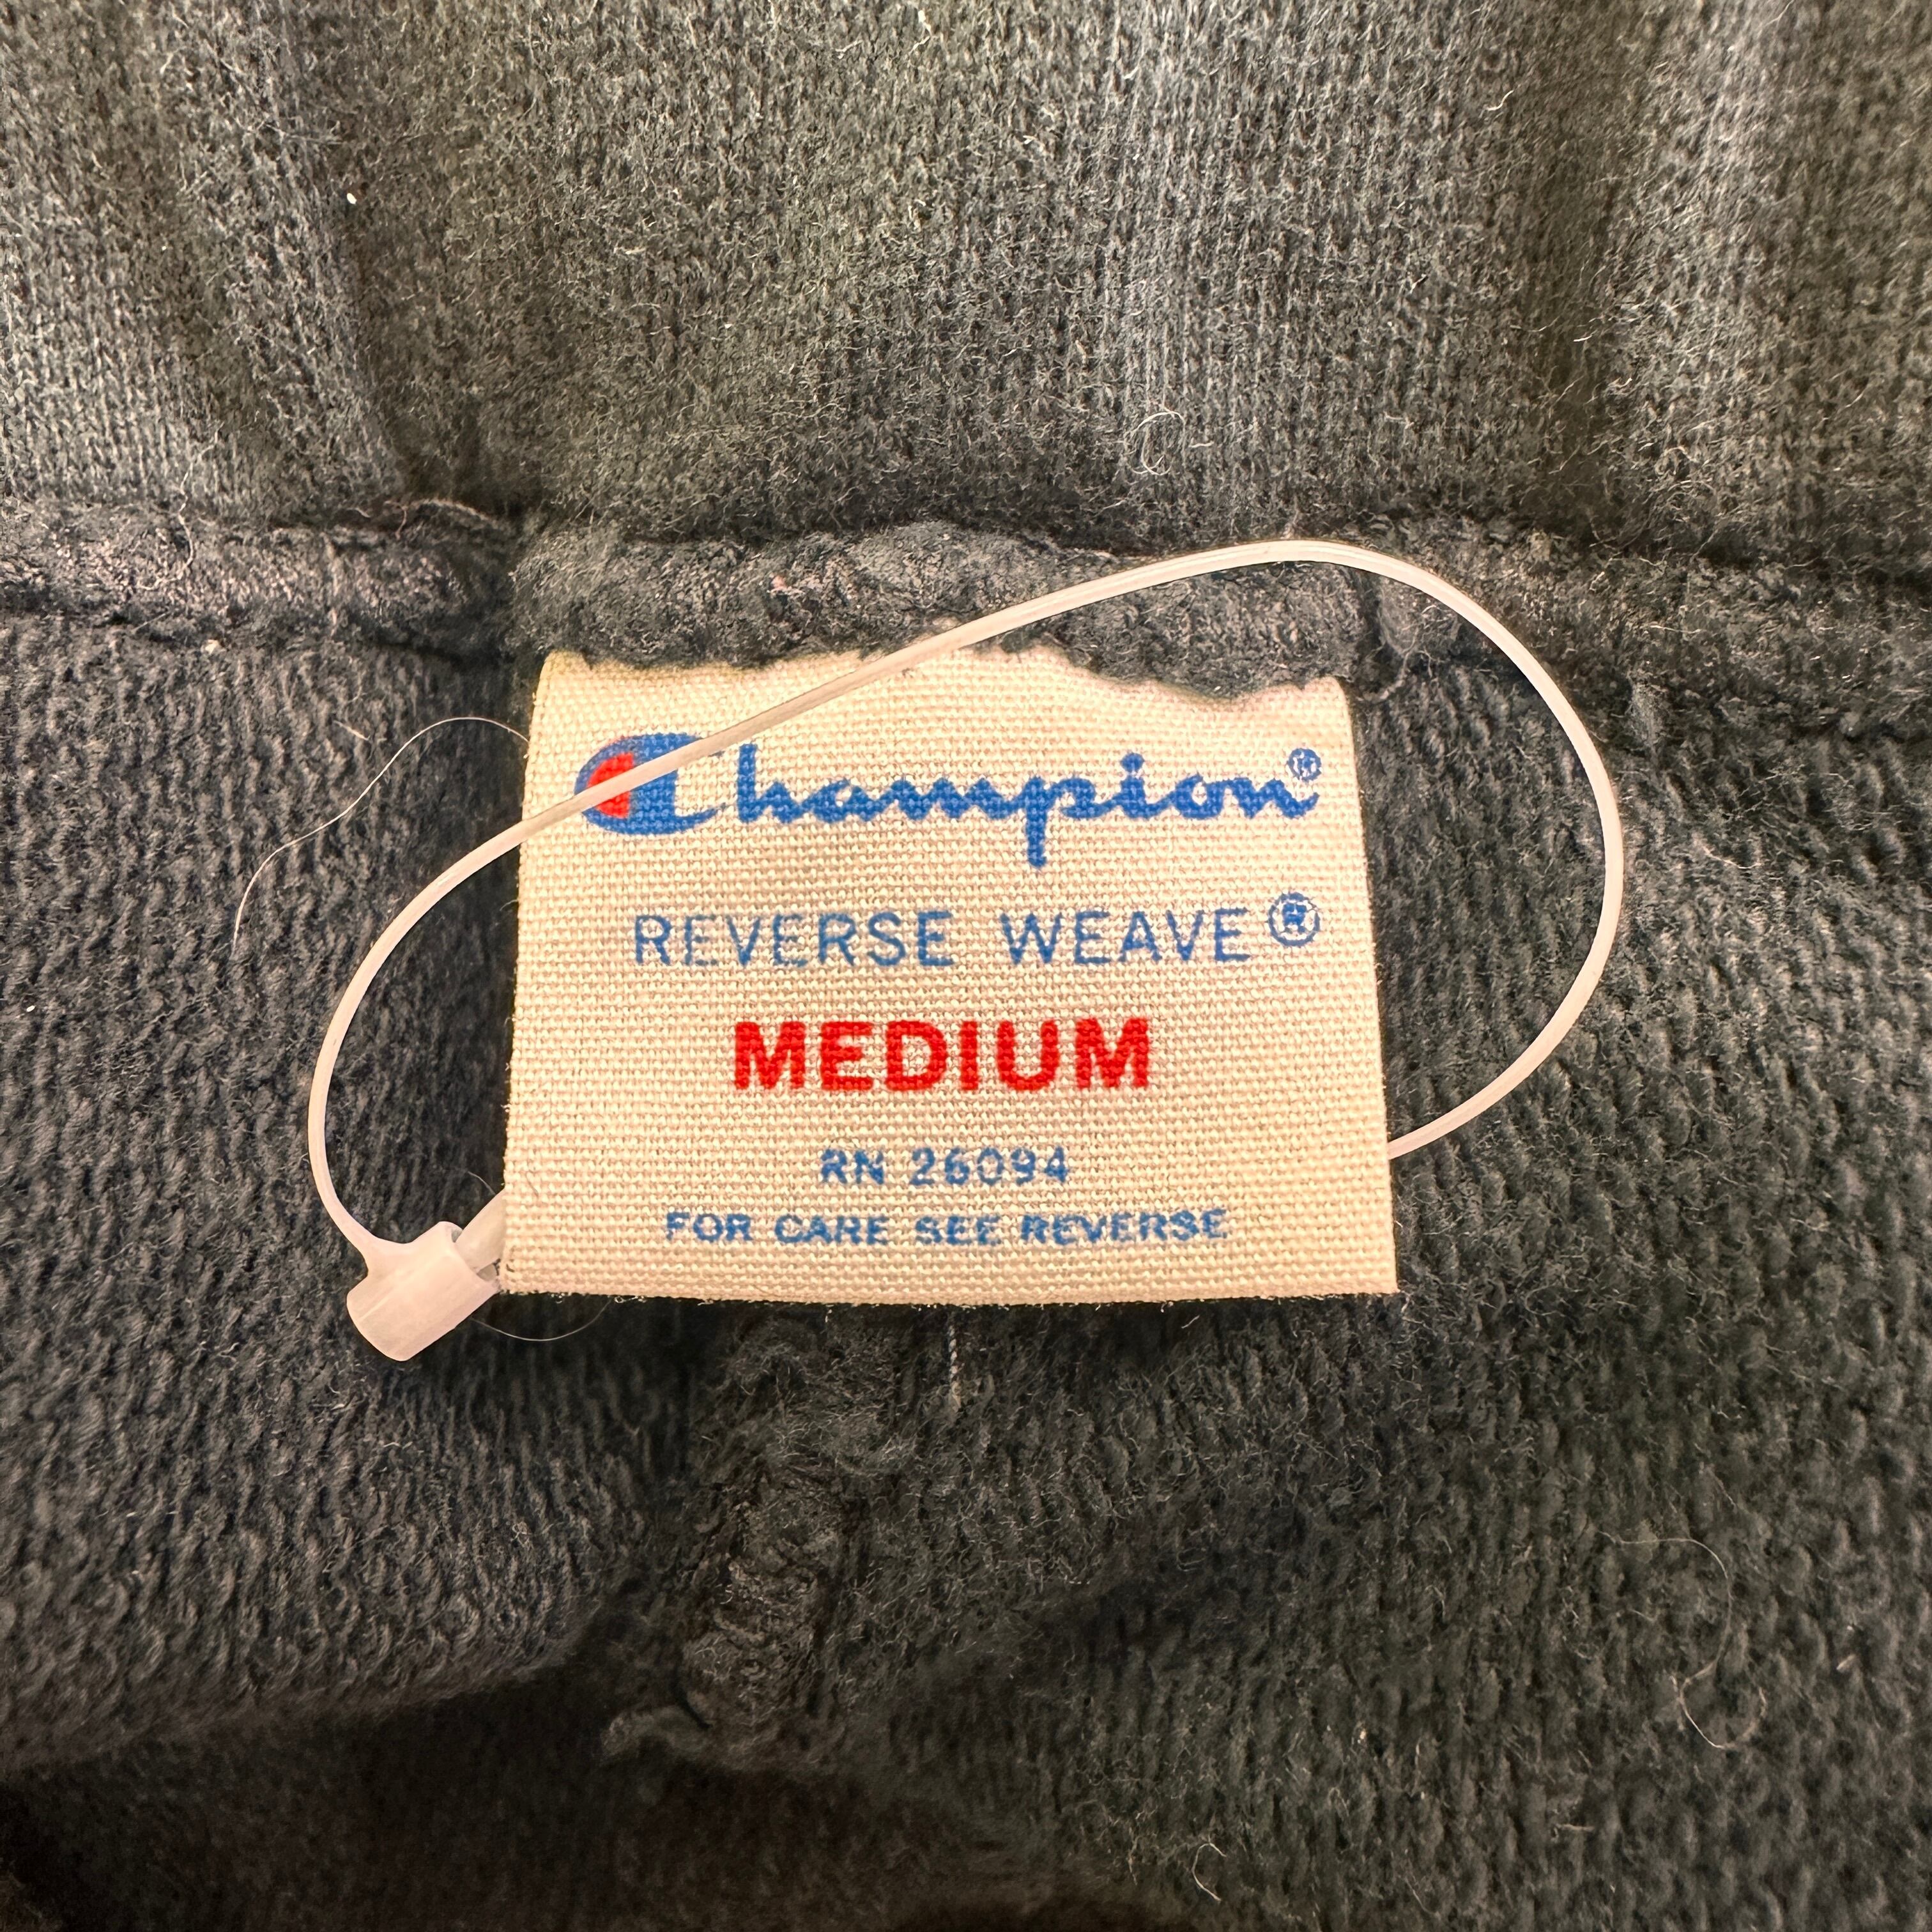 Champion®
REVERSE WEAVE®
MEDIUM
RN 26094
FOR CARE SEE REVERSE